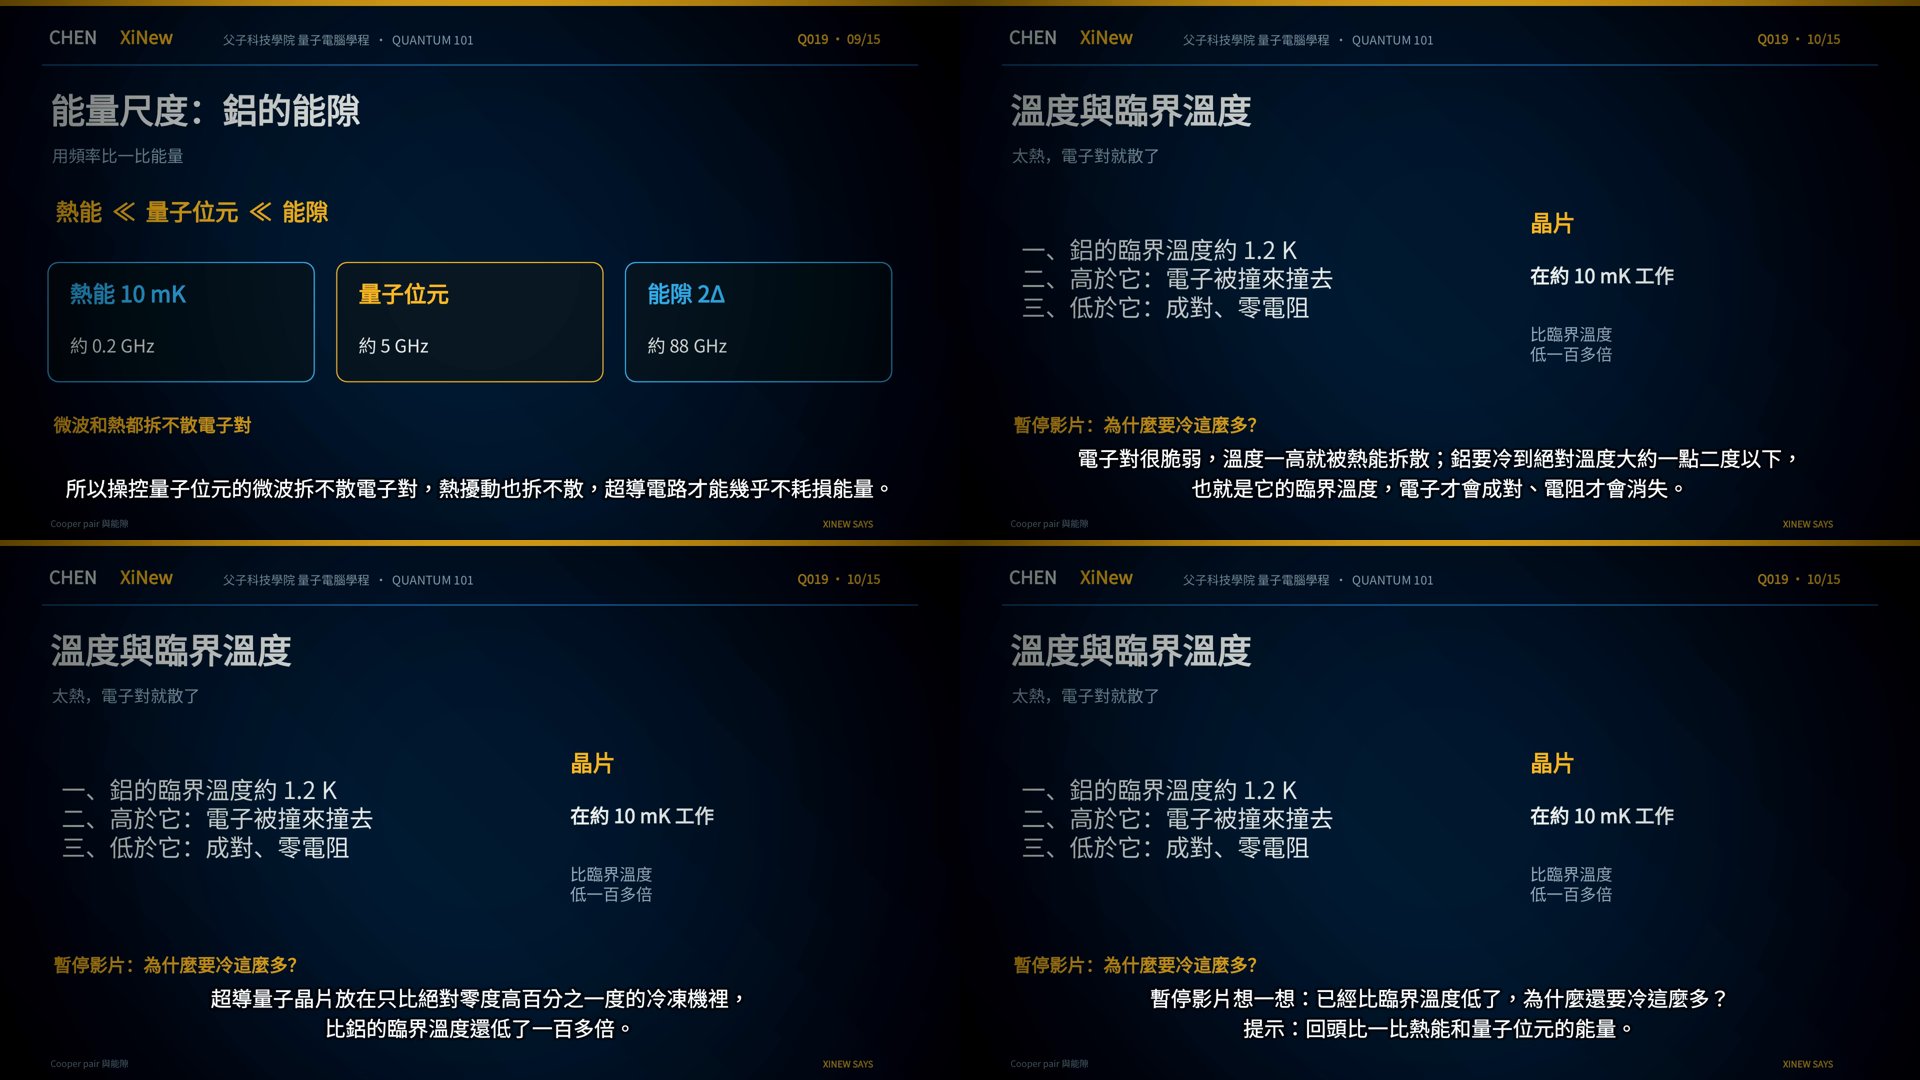 CHEN XiNew 父子科技學院 量子電腦學程 · QUANTUM 101 Q019 · 09/15
能量尺度：鋁的能隙
用頻率比一比能量
熱能 ≪ 量子位元 ≪ 能隙
熱能 10 mK
約 0.2 GHz
量子位元
約 5 GHz
能隙 2Δ
約 88 GHz
微波和熱都拆不散電子對
所以操控量子位元的微波拆不散電子對，熱擾動也拆不散，超導電路才能幾乎不耗損能量。
Cooper pair 與能隙 XINEW SAYS
CHEN XiNew 父子科技學院 量子電腦學程 · QUANTUM 101 Q019 · 10/15
溫度與臨界溫度
太熱，電子對就散了
一、鋁的臨界溫度約 1.2 K
二、高於它：電子被撞來撞去
三、低於它：成對、零電阻
晶片
在約 10 mK 工作
比臨界溫度
低一百多倍
暫停影片：為什麼要冷這麼多？
電子對很脆弱，溫度一高就被熱能拆散；鋁要冷到絕對溫度大約一點二度以下，
也就是它的臨界溫度，電子才會成對、電阻才會消失。
Cooper pair 與能隙 XINEW SAYS
CHEN XiNew 父子科技學院 量子電腦學程 · QUANTUM 101 Q019 · 10/15
溫度與臨界溫度
太熱，電子對就散了
一、鋁的臨界溫度約 1.2 K
二、高於它：電子被撞來撞去
三、低於它：成對、零電阻
晶片
在約 10 mK 工作
比臨界溫度
低一百多倍
暫停影片：為什麼要冷這麼多？
超導量子晶片放在只比絕對零度高百分之一度的冷凍機裡，
比鋁的臨界溫度還低了一百多倍。
Cooper pair 與能隙 XINEW SAYS
CHEN XiNew 父子科技學院 量子電腦學程 · QUANTUM 101 Q019 · 10/15
溫度與臨界溫度
太熱，電子對就散了
一、鋁的臨界溫度約 1.2 K
二、高於它：電子被撞來撞去
三、低於它：成對、零電阻
晶片
在約 10 mK 工作
比臨界溫度
低一百多倍
暫停影片：為什麼要冷這麼多？
暫停影片想一想：已經比臨界溫度低了，為什麼還要冷這麼多？
提示：回頭比一比熱能和量子位元的能量。
Cooper pair 與能隙 XINEW SAYS